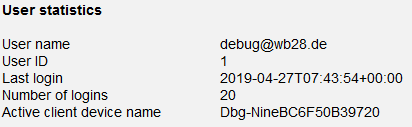 User statistics
User name debug@wb28.de
User ID 1
Last login 2019-04-27T07:43:54+00:00
Number of logins 20
Active client device name Dbg-NineBC6F50B39720